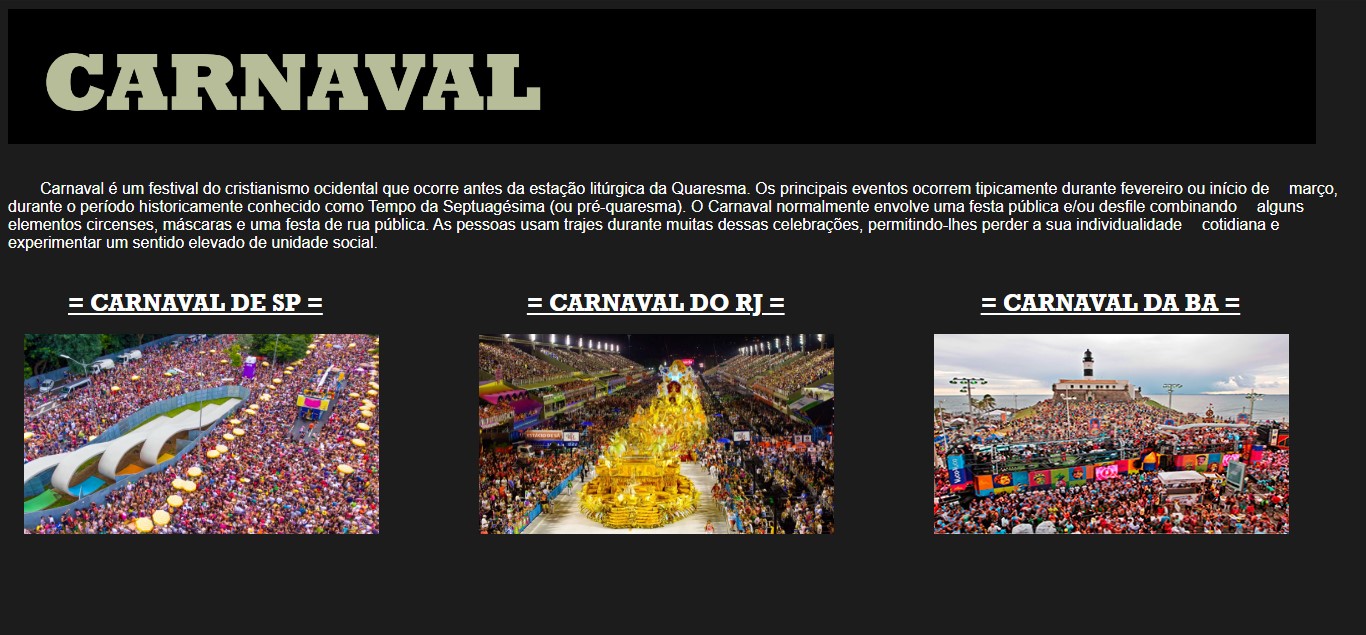 CARNAVAL
Carnaval é um festival do cristianismo ocidental que ocorre antes da estação litúrgica da Quaresma. Os principais eventos ocorrem tipicamente durante fevereiro ou início de março,
durante o período historicamente conhecido como Tempo da Septuagésima (ou pré-quaresma). O Carnaval normalmente envolve uma festa pública e/ou desfile combinando alguns
elementos circenses, máscaras e uma festa de rua pública. As pessoas usam trajes durante muitas dessas celebrações, permitindo-lhes perder a sua individualidade cotidiana e
experimentar um sentido elevado de unidade social.
= CARNAVAL DE SP =
= CARNAVAL DO RJ =
= CARNAVAL DA BA =